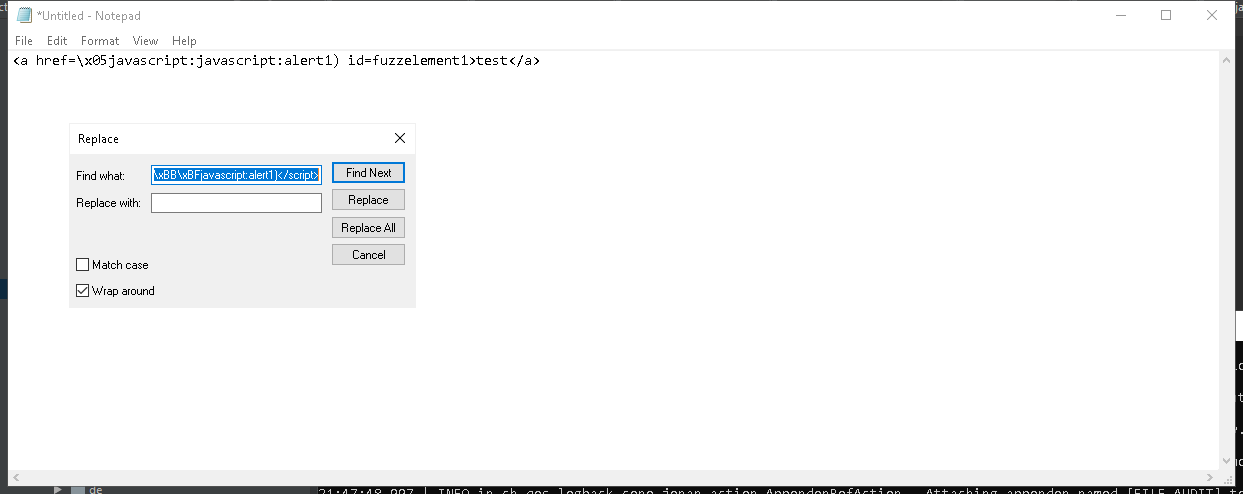 *Untitled - Notepad
File Edit Format View Help
<a href=\x05javascript:javascript:alert1) id=fuzzelement1>test</a>
Replace
Find what: \xBB\xBFjavascript:alert1)</script> Find Next
Replace with: Replace
Replace All
Match case Cancel
Wrap around
de
21:47:48,997 | INFO in ch.qos.logback.core.joran.action.AppenderRefAction - Attaching appender named [FILE_AUDIT] t